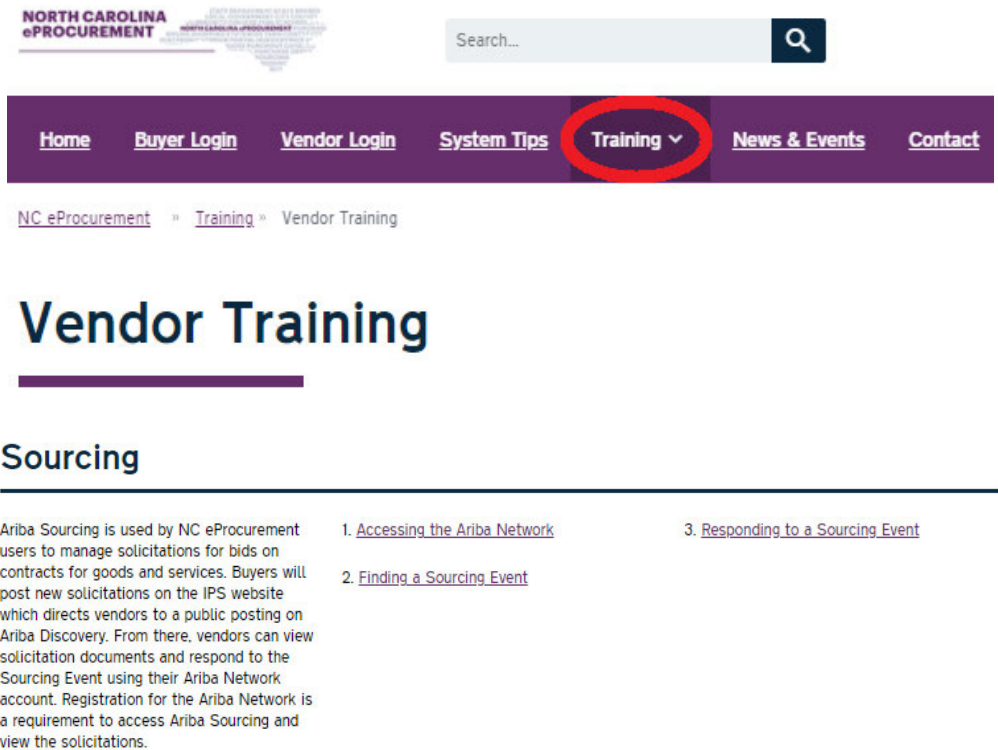 NORTH CAROLINA
ePROCUREMENT
NORTH CAROLINA ePROCUREMENT
Search...
Home Buyer Login Vendor Login System Tips Training News & Events Contact
NC eProcurement » Training » Vendor Training
Vendor Training
Sourcing
Ariba Sourcing is used by NC eProcurement
users to manage solicitations for bids on
contracts for goods and services. Buyers will
post new solicitations on the IPS website
which directs vendors to a public posting on
Ariba Discovery. From there, vendors can view
solicitation documents and respond to the
Sourcing Event using their Ariba Network
account. Registration for the Ariba Network is
a requirement to access Ariba Sourcing and
view the solicitations.
1. Accessing the Ariba Network
2. Finding a Sourcing Event
3. Responding to a Sourcing Event